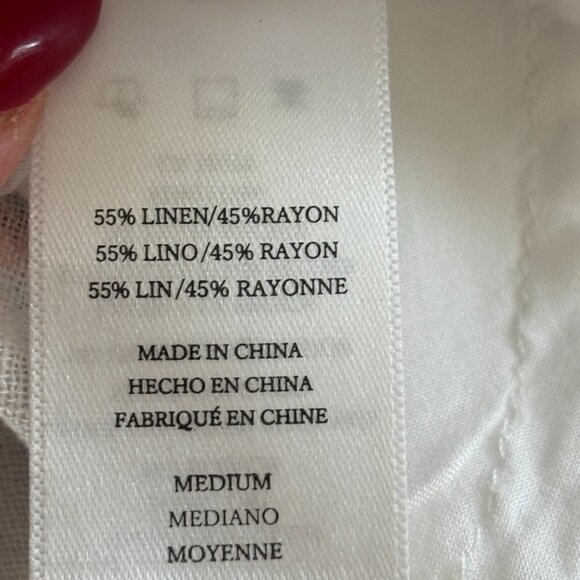 55% LINEN/45%RAYON
55% LINO/45% RAYON
55% LIN/45% RAYONNE
MADE IN CHINA
HECHO EN CHINA
FABRIQUÉ EN CHINE
MEDIUM
MEDIANO
MOYENNE